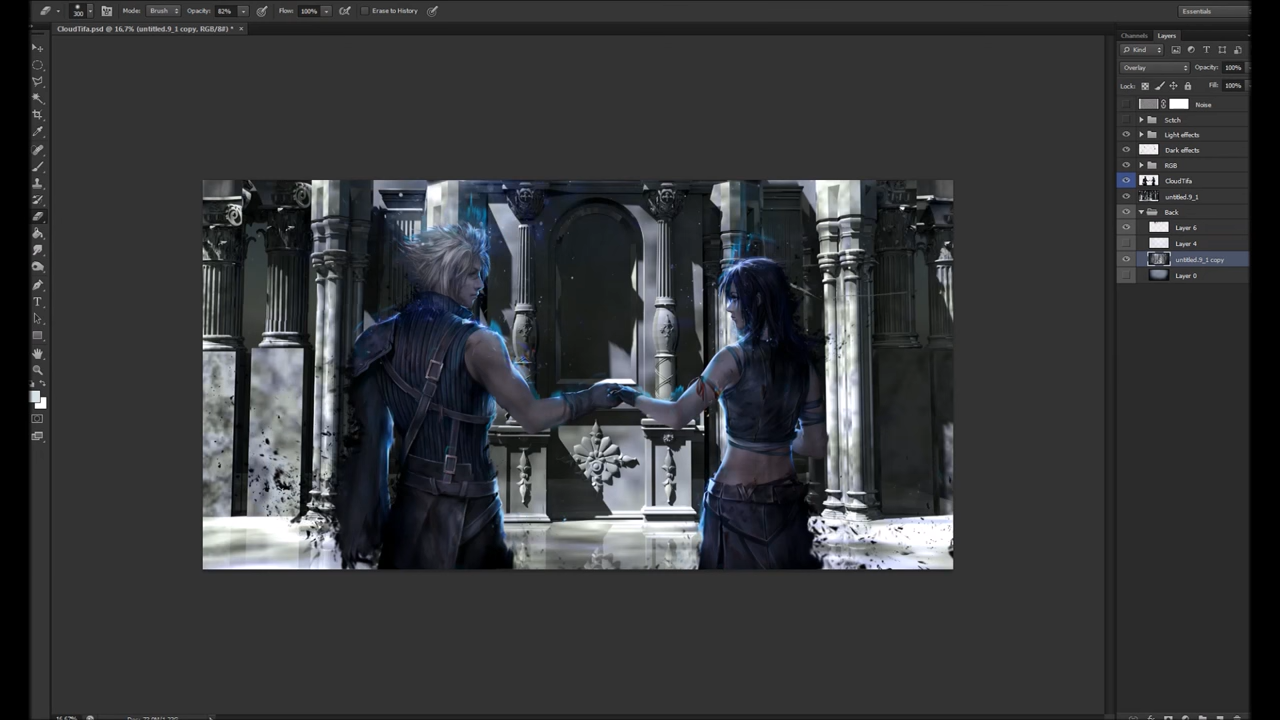 300 Mode: Brush Opacity: 82% Flow: 100% Erase to History Essentials
CloudTifa.psd @ 16,7% (untitled.9_1 copy, RGB/8#) * ×
Channels Layers
Kind
Overlay Opacity: 100%
Lock: Fill: 100%
Noise
Sctch
Light effects
Dark effects
RGB
CloudTifa
untitled.9_1
Back
Layer 6
Layer 4
untitled.9_1 copy
Layer 0